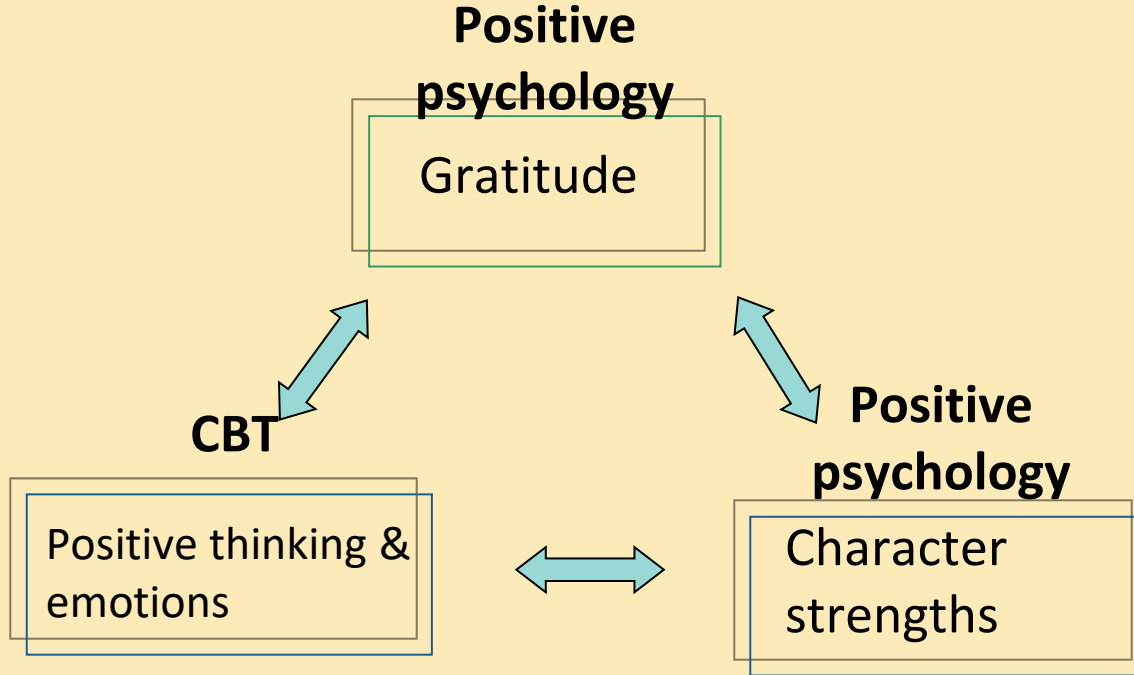 Positive
psychology
Gratitude
CBT
Positive thinking &
emotions
Positive
psychology
Character
strengths